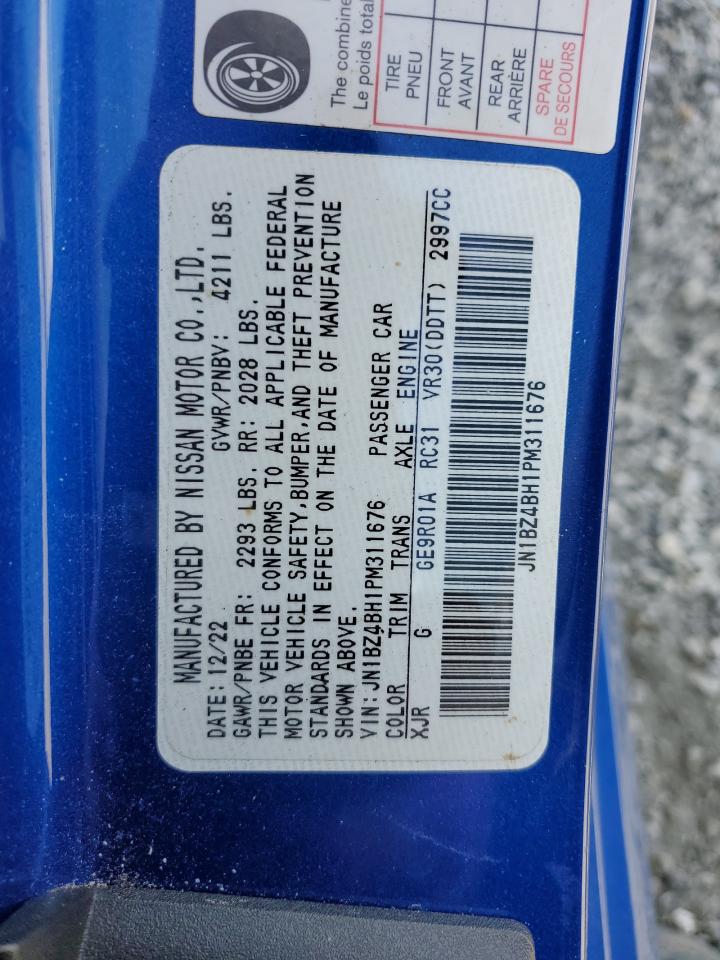 The combine
Le poids total
TIRE
PNEU
FRONT
AVANT
REAR
ARRIÈRE
SPARE
DE SECOURS
MANUFACTURED BY NISSAN MOTOR CO.,LTD.
DATE: 12/22 GVWR/PNBV: 4211 LBS.
GAWR/PNBE FR: 2293 LBS. RR: 2028 LBS.
THIS VEHICLE CONFORMS TO ALL APPLICABLE FEDERAL
MOTOR VEHICLE SAFETY,BUMPER,AND THEFT PREVENTION
STANDARDS IN EFFECT ON THE DATE OF MANUFACTURE
SHOWN ABOVE.
VIN:JN1BZ4BH1PM311676 PASSENGER CAR
COLOR TRIM TRANS AXLE ENGINE
XJR G GE9R01A RC31 VR30(DDTT) 2997CC
JN1BZ4BH1PM311676